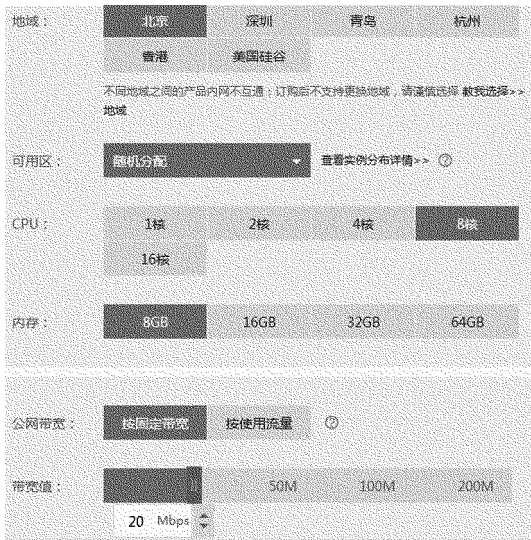 地域： 北京 深圳 青岛 杭州
香港 美国硅谷
不同地域之间的产品内网不互通；订购后不支持更换地域，请谨慎选择 教我选择>>
地域
可用区： 随机分配 查看实例分布详情>> ?
CPU： 1核 2核 4核 8核
16核
内存： 8GB 16GB 32GB 64GB
公网带宽： 按固定带宽 按使用流量 ?
带宽值： 50M 100M 200M
20 Mbps